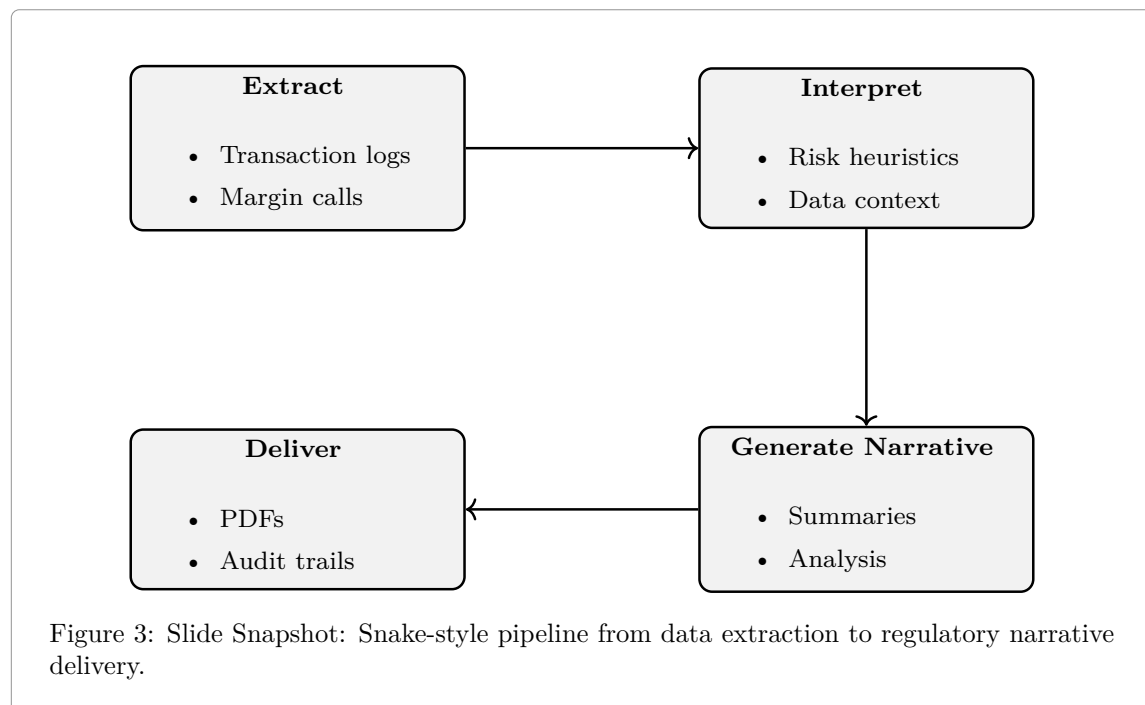 Extract
• Transaction logs
• Margin calls
Interpret
• Risk heuristics
• Data context
Deliver
• PDFs
• Audit trails
Generate Narrative
• Summaries
• Analysis
Figure 3: Slide Snapshot: Snake-style pipeline from data extraction to regulatory narrative
delivery.